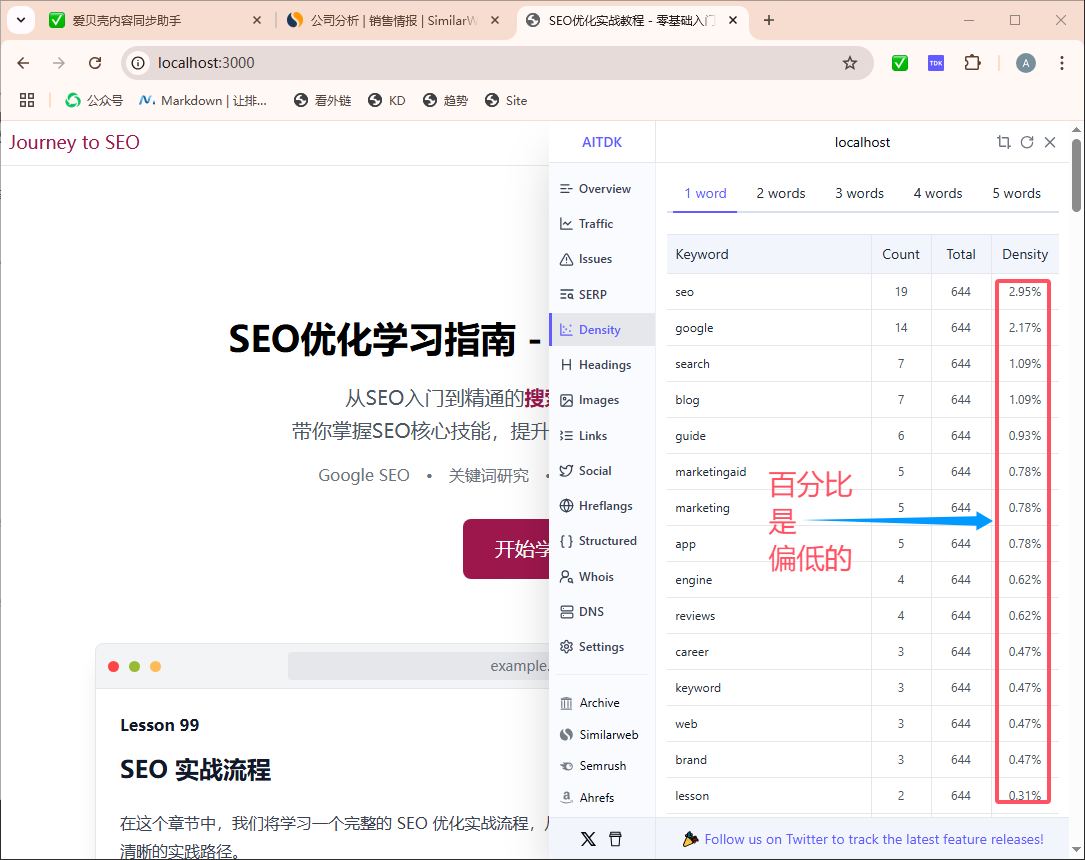 爱贝壳内容同步助手
公司分析 | 销售情报 | SimilarW
SEO优化实战教程 - 零基础入门
localhost:3000
TDK
A
公众号
Markdown | 让排...
看外链
KD
趋势
Site
Journey to SEO
SEO优化学习指南 -
从SEO入门到精通的搜
带你掌握SEO核心技能，提升
Google SEO • 关键词研究 •
开始学
example.
Lesson 99
SEO 实战流程
在这个章节中，我们将学习一个完整的 SEO 优化实战流程，
清晰的实践路径。
AITDK
Overview
Traffic
Issues
SERP
Density
Headings
Images
Links
Social
Hreflangs
Structured
Whois
DNS
Settings
Archive
Similarweb
Semrush
Ahrefs
localhost
1 word 2 words 3 words 4 words 5 words
Keyword Count Total Density
seo 19 644 2.95%
google 14 644 2.17%
search 7 644 1.09%
blog 7 644 1.09%
guide 6 644 0.93%
marketingaid 5 644 0.78%
marketing 5 644 0.78%
app 5 644 0.78%
engine 4 644 0.62%
reviews 4 644 0.62%
career 3 644 0.47%
keyword 3 644 0.47%
web 3 644 0.47%
brand 3 644 0.47%
lesson 2 644 0.31%
百分比
是
偏低的
Follow us on Twitter to track the latest feature releases!